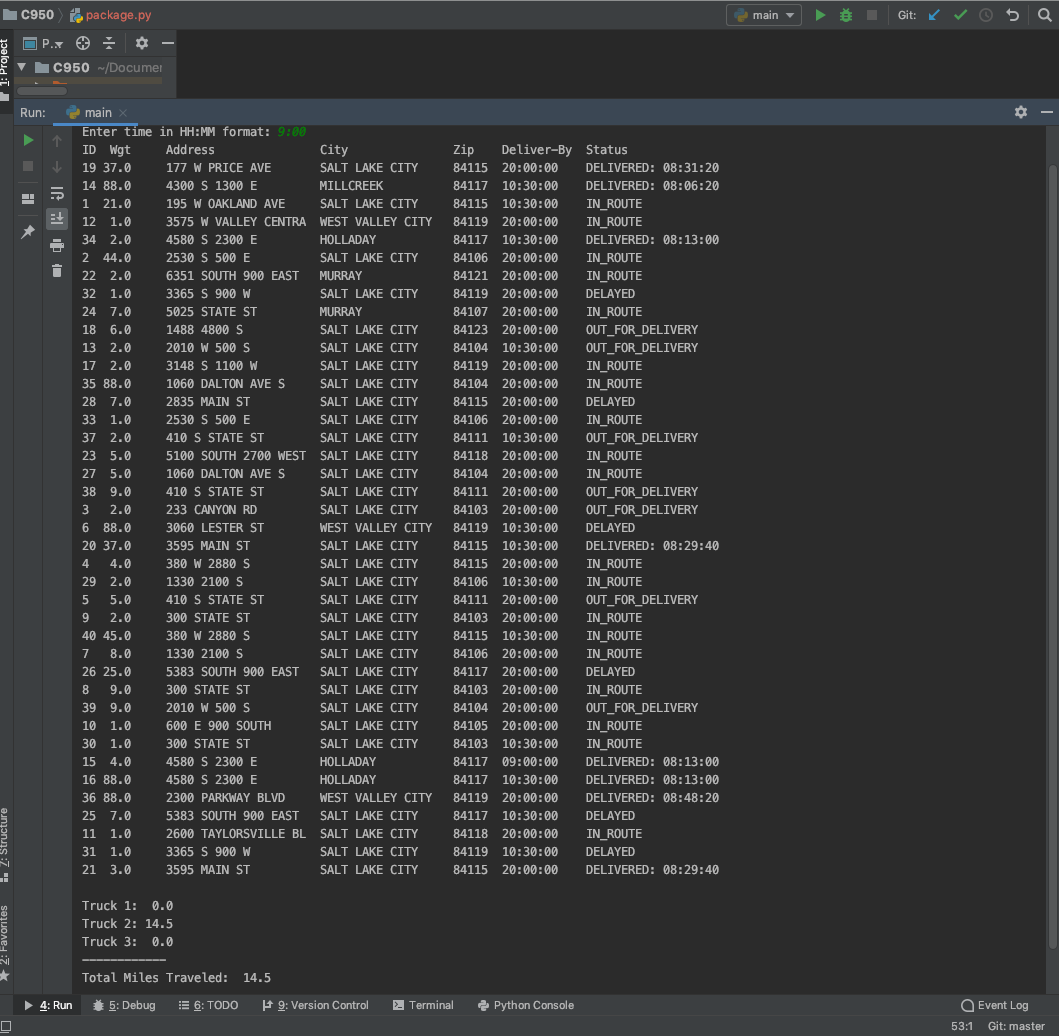 C950 package.py main Git:
1: Project P..
C950 ~/Documen
Run: main
Enter time in HH:MM format: 9:00
ID Wgt Address City Zip Deliver-By Status
19 37.0 177 W PRICE AVE SALT LAKE CITY 84115 20:00:00 DELIVERED: 08:31:20
14 88.0 4300 S 1300 E MILLCREEK 84117 10:30:00 DELIVERED: 08:06:20
1 21.0 195 W OAKLAND AVE SALT LAKE CITY 84115 10:30:00 IN_ROUTE
12 1.0 3575 W VALLEY CENTRA WEST VALLEY CITY 84119 20:00:00 IN_ROUTE
34 2.0 4580 S 2300 E HOLLADAY 84117 10:30:00 DELIVERED: 08:13:00
2 44.0 2530 S 500 E SALT LAKE CITY 84106 20:00:00 IN_ROUTE
22 2.0 6351 SOUTH 900 EAST MURRAY 84121 20:00:00 IN_ROUTE
32 1.0 3365 S 900 W SALT LAKE CITY 84119 20:00:00 DELAYED
24 7.0 5025 STATE ST MURRAY 84107 20:00:00 IN_ROUTE
18 6.0 1488 4800 S SALT LAKE CITY 84123 20:00:00 OUT_FOR_DELIVERY
13 2.0 2010 W 500 S SALT LAKE CITY 84104 10:30:00 OUT_FOR_DELIVERY
17 2.0 3148 S 1100 W SALT LAKE CITY 84119 20:00:00 IN_ROUTE
35 88.0 1060 DALTON AVE S SALT LAKE CITY 84104 20:00:00 IN_ROUTE
28 7.0 2835 MAIN ST SALT LAKE CITY 84115 20:00:00 DELAYED
33 1.0 2530 S 500 E SALT LAKE CITY 84106 20:00:00 IN_ROUTE
37 2.0 410 S STATE ST SALT LAKE CITY 84111 10:30:00 OUT_FOR_DELIVERY
23 5.0 5100 SOUTH 2700 WEST SALT LAKE CITY 84118 20:00:00 IN_ROUTE
27 5.0 1060 DALTON AVE S SALT LAKE CITY 84104 20:00:00 IN_ROUTE
38 9.0 410 S STATE ST SALT LAKE CITY 84111 20:00:00 OUT_FOR_DELIVERY
3 2.0 233 CANYON RD SALT LAKE CITY 84103 20:00:00 OUT_FOR_DELIVERY
6 88.0 3060 LESTER ST WEST VALLEY CITY 84119 10:30:00 DELAYED
20 37.0 3595 MAIN ST SALT LAKE CITY 84115 10:30:00 DELIVERED: 08:29:40
4 4.0 380 W 2880 S SALT LAKE CITY 84115 20:00:00 IN_ROUTE
29 2.0 1330 2100 S SALT LAKE CITY 84106 10:30:00 IN_ROUTE
5 5.0 410 S STATE ST SALT LAKE CITY 84111 20:00:00 OUT_FOR_DELIVERY
9 2.0 300 STATE ST SALT LAKE CITY 84103 20:00:00 IN_ROUTE
40 45.0 380 W 2880 S SALT LAKE CITY 84115 10:30:00 IN_ROUTE
7 8.0 1330 2100 S SALT LAKE CITY 84106 20:00:00 IN_ROUTE
26 25.0 5383 SOUTH 900 EAST SALT LAKE CITY 84117 20:00:00 DELAYED
8 9.0 300 STATE ST SALT LAKE CITY 84103 20:00:00 IN_ROUTE
39 9.0 2010 W 500 S SALT LAKE CITY 84104 20:00:00 OUT_FOR_DELIVERY
10 1.0 600 E 900 SOUTH SALT LAKE CITY 84105 20:00:00 IN_ROUTE
30 1.0 300 STATE ST SALT LAKE CITY 84103 10:30:00 IN_ROUTE
15 4.0 4580 S 2300 E HOLLADAY 84117 09:00:00 DELIVERED: 08:13:00
16 88.0 4580 S 2300 E HOLLADAY 84117 10:30:00 DELIVERED: 08:13:00
36 88.0 2300 PARKWAY BLVD WEST VALLEY CITY 84119 20:00:00 DELIVERED: 08:48:20
25 7.0 5383 SOUTH 900 EAST SALT LAKE CITY 84117 10:30:00 DELAYED
11 1.0 2600 TAYLORSVILLE BL SALT LAKE CITY 84118 20:00:00 IN_ROUTE
31 1.0 3365 S 900 W SALT LAKE CITY 84119 10:30:00 DELAYED
21 3.0 3595 MAIN ST SALT LAKE CITY 84115 20:00:00 DELIVERED: 08:29:40
Truck 1: 0.0
Truck 2: 14.5
Truck 3: 0.0
------------
Total Miles Traveled: 14.5
7: Structure
2: Favorites
4: Run 5: Debug 6: TODO 9: Version Control Terminal Python Console Event Log
53:1 Git: master